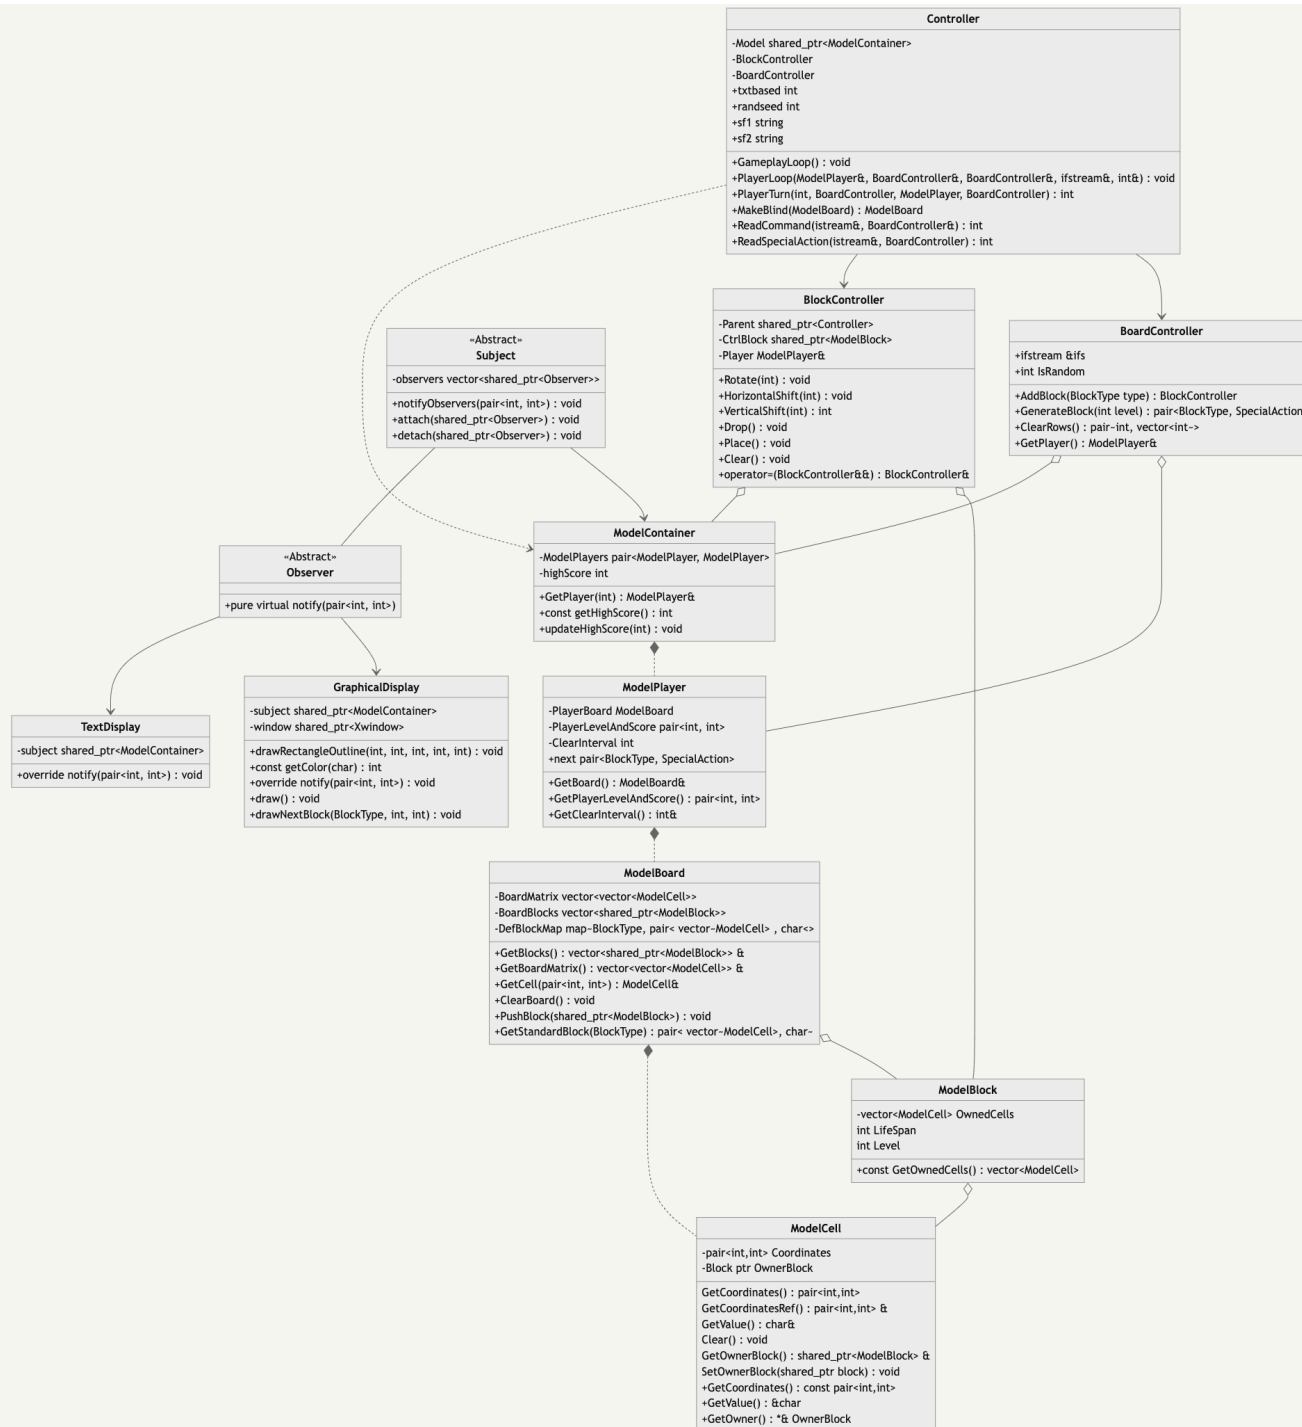 Controller
-Model shared_ptr<ModelContainer>
-BlockController
-BoardController
+txtbased int
+randseed int
+sf1 string
+sf2 string
+GameplayLoop() : void
+PlayerLoop(ModelPlayer&, BoardController&, BoardController&, ifstream&, int&) : void
+PlayerTurn(int, BoardController, ModelPlayer, BoardController) : int
+MakeBlind(ModelBoard) : ModelBoard
+ReadCommand(istream&, BoardController&) : int
+ReadSpecialAction(istream&, BoardController) : int
BlockController
-Parent shared_ptr<Controller>
-CtrlBlock shared_ptr<ModelBlock>
-Player ModelPlayer&
+Rotate(int) : void
+HorizontalShift(int) : void
+VerticalShift(int) : int
+Drop() : void
+Place() : void
+Clear() : void
+operator=(BlockController&&) : BlockController&
BoardController
+ifstream &ifs
+int IsRandom
+AddBlock(BlockType type) : BlockController
+GenerateBlock(int level) : pair<BlockType, SpecialAction
+ClearRows() : pair~int, vector<int~>
+GetPlayer() : ModelPlayer&
«Abstract»
Subject
-observers vector<shared_ptr<Observer>>
+notifyObservers(pair<int, int>) : void
+attach(shared_ptr<Observer>) : void
+detach(shared_ptr<Observer>) : void
ModelContainer
-ModelPlayers pair<ModelPlayer, ModelPlayer>
-highScore int
+GetPlayer(int) : ModelPlayer&
+const getHighScore() : int
+updateHighScore(int) : void
«Abstract»
Observer
+pure virtual notify(pair<int, int>)
TextDisplay
-subject shared_ptr<ModelContainer>
+override notify(pair<int, int>) : void
GraphicalDisplay
-subject shared_ptr<ModelContainer>
-window shared_ptr<Xwindow>
+drawRectangleOutline(int, int, int, int, int) : void
+const getColor(char) : int
+override notify(pair<int, int>) : void
+draw() : void
+drawNextBlock(BlockType, int, int) : void
ModelPlayer
-PlayerBoard ModelBoard
-PlayerLevelAndScore pair<int, int>
-ClearInterval int
+next pair<BlockType, SpecialAction>
+GetBoard() : ModelBoard&
+GetPlayerLevelAndScore() : pair<int, int>
+GetClearInterval() : int&
ModelBoard
-BoardMatrix vector<vector<ModelCell>>
-BoardBlocks vector<shared_ptr<ModelBlock>>
-DefBlockMap map~BlockType, pair< vector~ModelCell> , char<>
+GetBlocks() : vector<shared_ptr<ModelBlock>> &
+GetBoardMatrix() : vector<vector<ModelCell>> &
+GetCell(pair<int, int>) : ModelCell&
+ClearBoard() : void
+PushBlock(shared_ptr<ModelBlock>) : void
+GetStandardBlock(BlockType) : pair< vector~ModelCell>, char~
ModelBlock
-vector<ModelCell> OwnedCells
int LifeSpan
int Level
+const GetOwnedCells() : vector<ModelCell>
ModelCell
-pair<int,int> Coordinates
-Block ptr OwnerBlock
GetCoordinates() : pair<int,int>
GetCoordinatesRef() : pair<int,int> &
GetValue() : char&
Clear() : void
GetOwnerBlock() : shared_ptr<ModelBlock> &
SetOwnerBlock(shared_ptr block) : void
+GetCoordinates() : const pair<int,int>
+GetValue() : &char
+GetOwner() : *& OwnerBlock